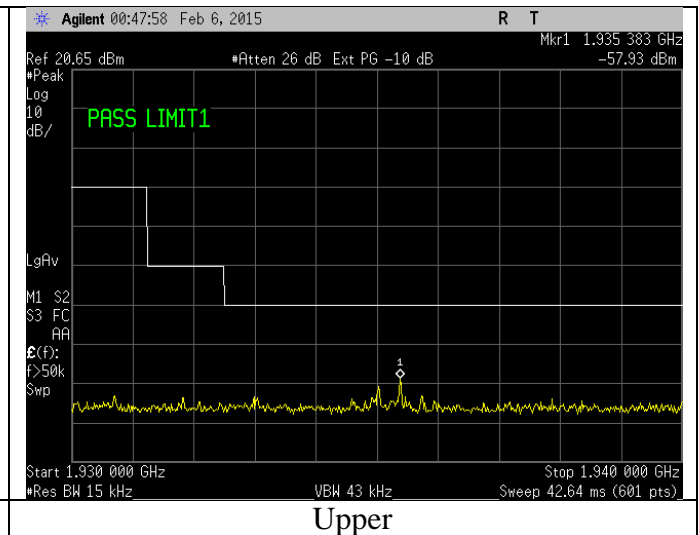 Agilent 00:47:58 Feb 6, 2015 R T
Mkr1 1.935 383 GHz
Ref 20.65 dBm #Atten 26 dB Ext PG -10 dB -57.93 dBm
#Peak
Log
10
dB/
PASS LIMIT1
LgAv
M1 S2
S3 FC
AA
£(f):
f>50k
Swp
1
Start 1.930 000 GHz Stop 1.940 000 GHz
#Res BW 15 kHz VBW 43 kHz Sweep 42.64 ms (601 pts)
Upper